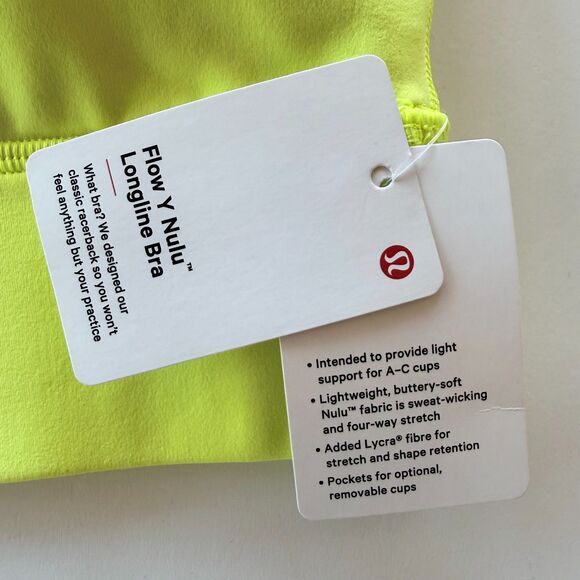 Flow Y Nulu™
Longline Bra
What bra? We designed our
classic racerback so you won't
feel anything but your practice
• Intended to provide light
support for A–C cups
• Lightweight, buttery-soft
Nulu™ fabric is sweat-wicking
and four-way stretch
• Added Lycra® fibre for
stretch and shape retention
• Pockets for optional,
removable cups